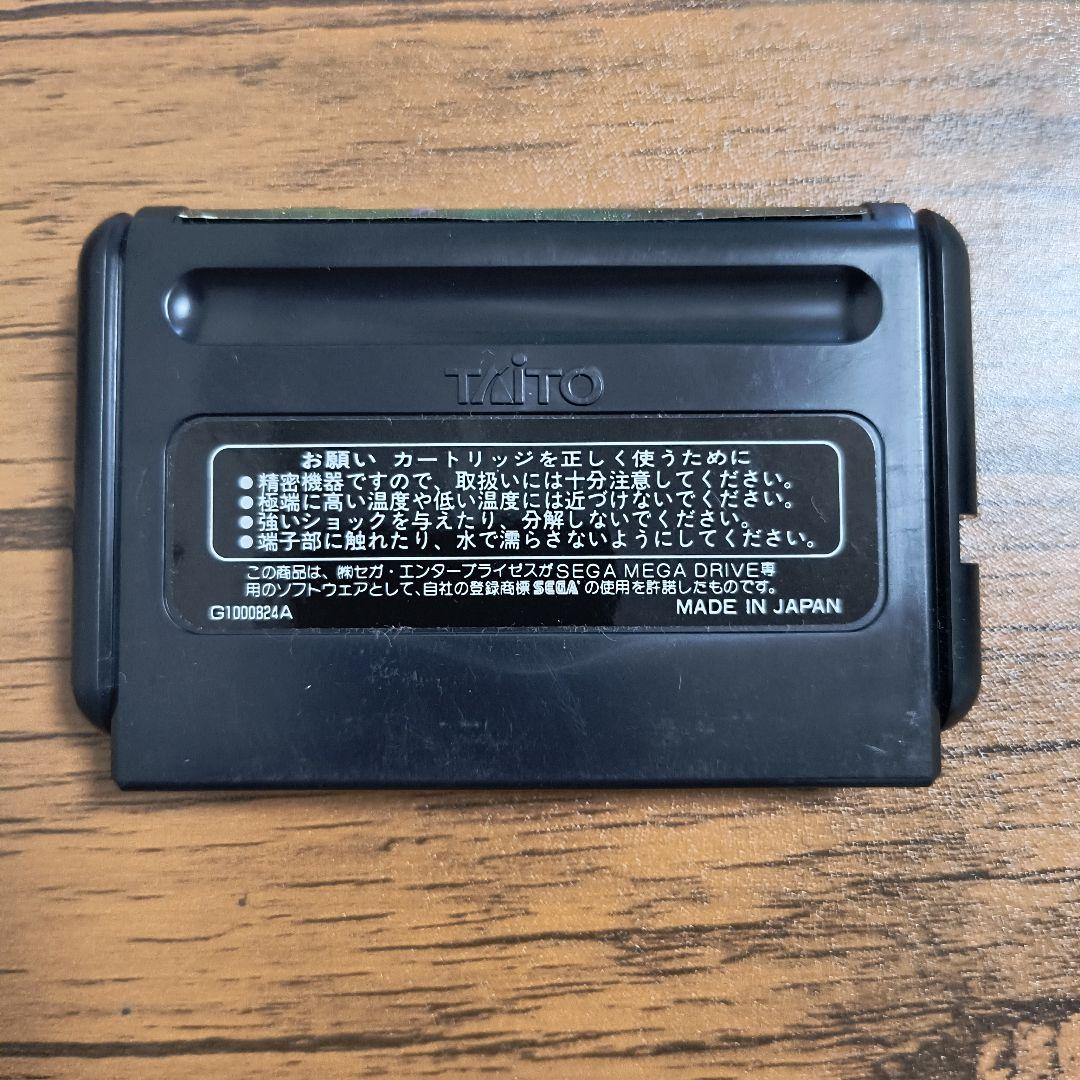 TAITO
お願い カートリッジを正しく使うために
●精密機器ですので、取扱いには十分注意してください。
●極端に高い温度や低い温度には近づけないでください。
●強いショックを与えたり、分解しないでください。
●端子部に触れたり、水で濡らさないようにしてください。
この商品は、㈱セガ・エンタープライゼスがSEGA MEGA DRIVE専
用のソフトウエアとして、自社の登録商標 SEGA® の使用を許諾したものです。
G1000824A MADE IN JAPAN